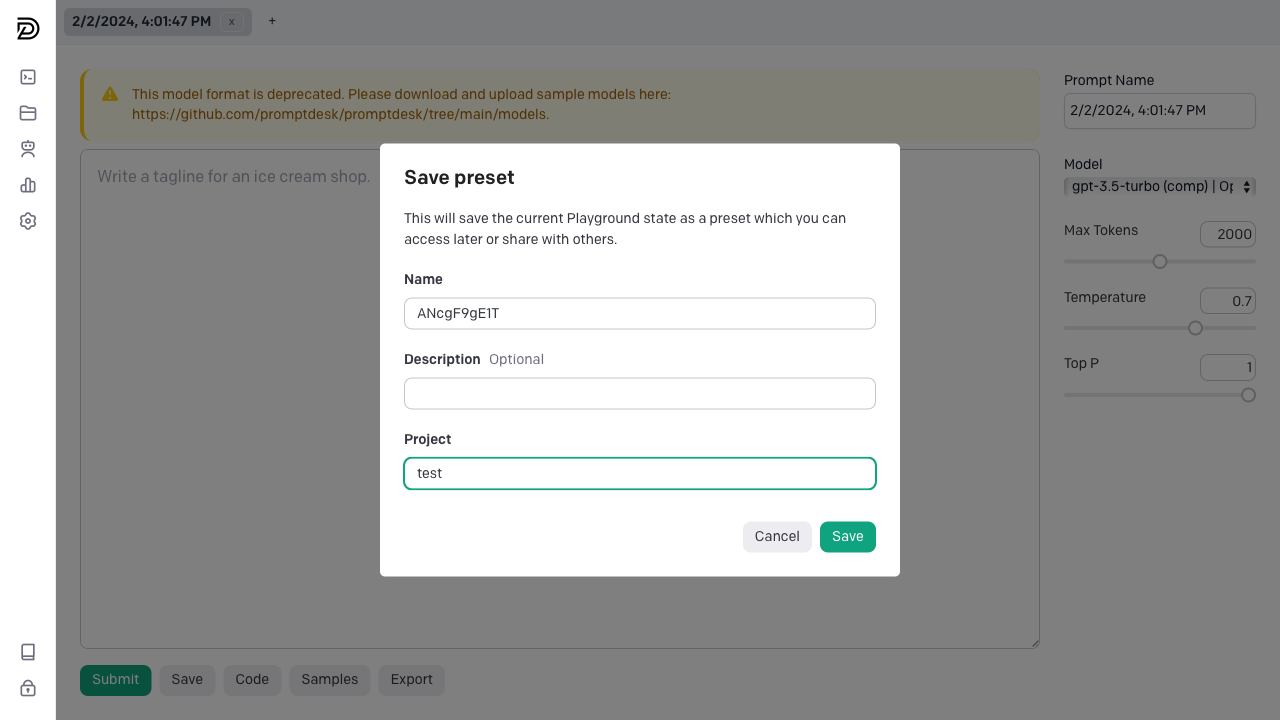 2/2/2024, 4:01:47 PM x +
This model format is deprecated. Please download and upload sample models here:
https://github.com/promptdesk/promptdesk/tree/main/models.
Write a tagline for an ice cream shop.
Prompt Name
2/2/2024, 4:01:47 PM
Model
gpt-3.5-turbo (comp) | Op
Max Tokens 2000
Temperature 0.7
Top P 1
Save preset
This will save the current Playground state as a preset which you can
access later or share with others.
Name
ANcgF9gE1T
Description Optional
Project
test
Cancel Save
Submit Save Code Samples Export